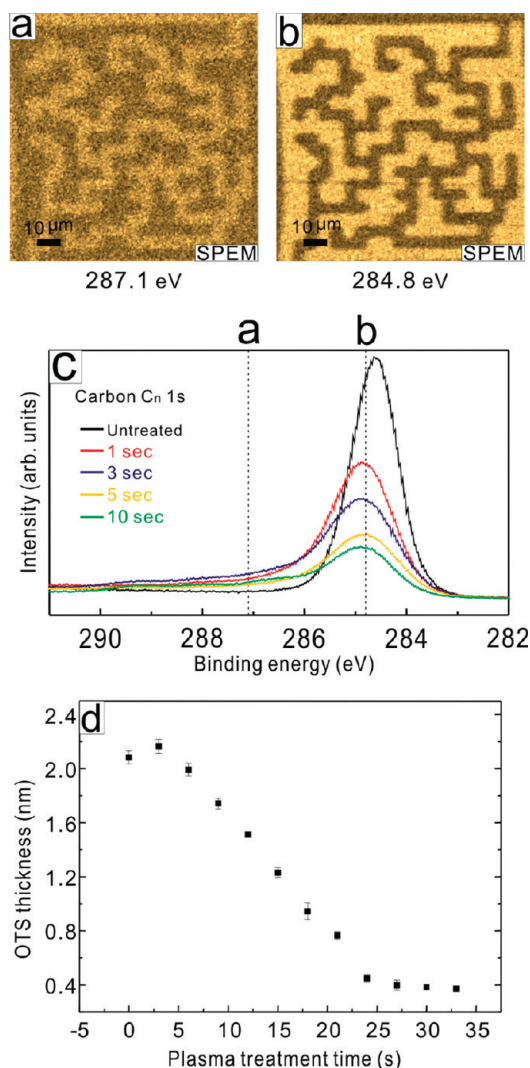 a
b
10 μm
SPEM
10 μm
SPEM
287.1 eV
284.8 eV
a
b
c
Carbon Cn 1s
Untreated
1 sec
3 sec
5 sec
10 sec
Intensity (arb. units)
290
288
286
284
282
Binding energy (eV)
d
2.4
2.0
1.6
1.2
0.8
0.4
OTS thickness (nm)
-5 0 5 10 15 20 25 30 35
Plasma treatment time (s)